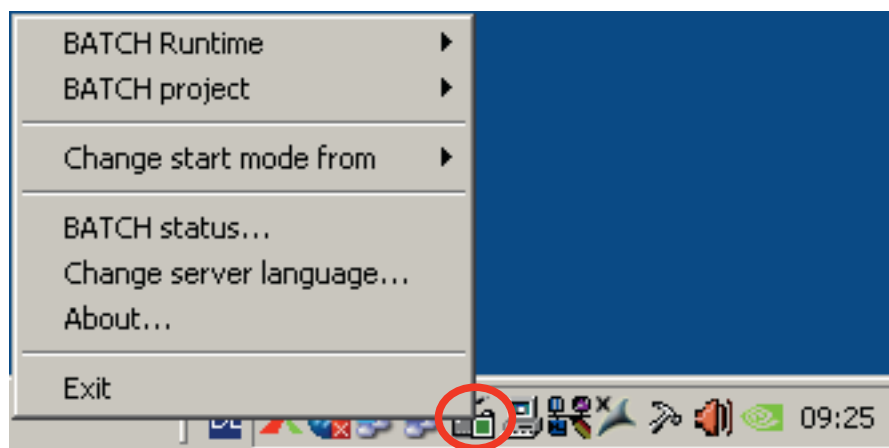 BATCH Runtime
BATCH project
Change start mode from
BATCH status...
Change server language...
About...
Exit
09:25